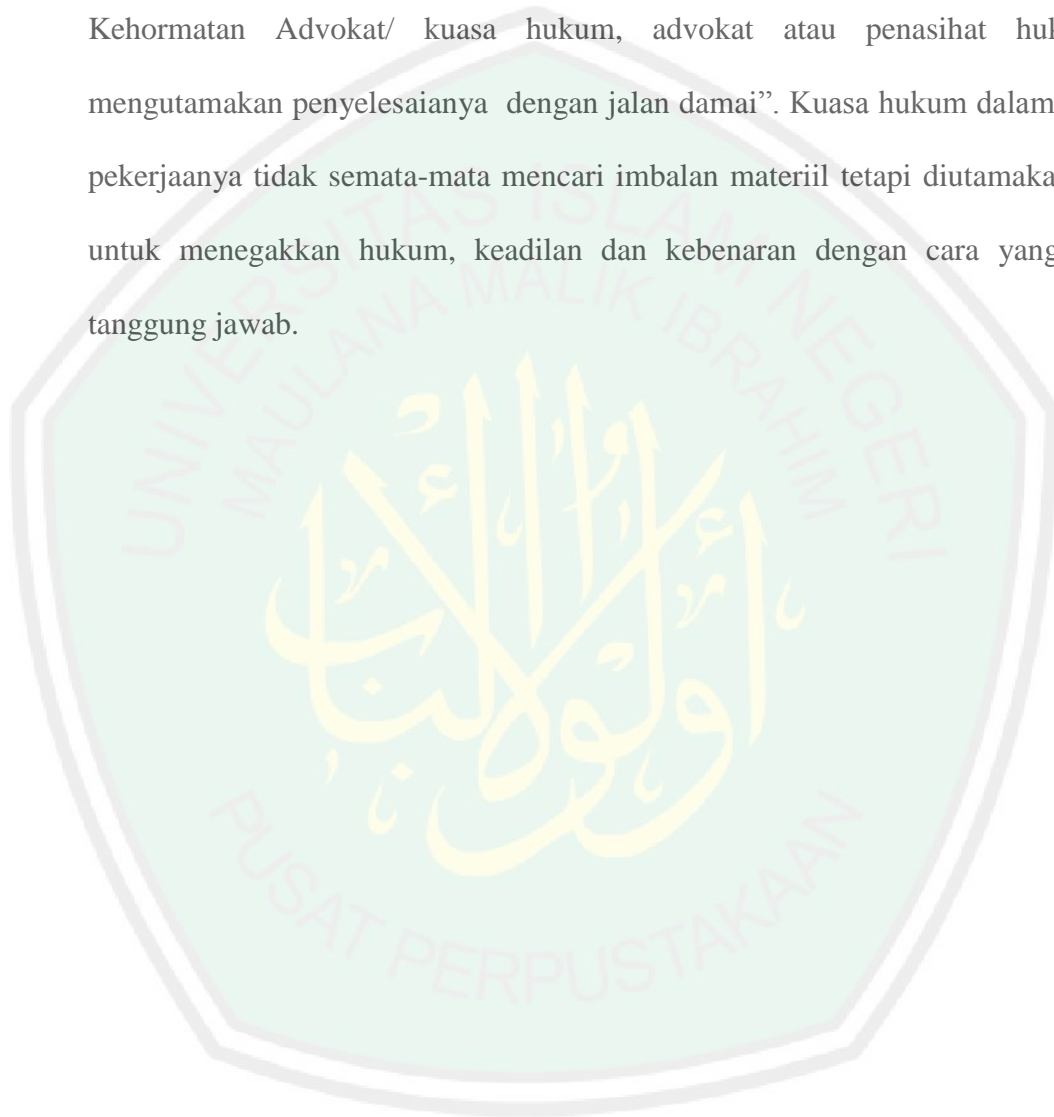 Kehormatan Advokat/ kuasa hukum, advokat atau penasihat huk
mengutamakan penyelesaianya dengan jalan damai”. Kuasa hukum dalam
pekerjaanya tidak semata-mata mencari imbalan materiil tetapi diutamaka
untuk menegakkan hukum, keadilan dan kebenaran dengan cara yang
tanggung jawab.
UNIVERSITAS ISLAM NEGERI
MAULANA MALIK IBRAHIM
أولوا الألباب
PUSAT PERPUSTAKAAN